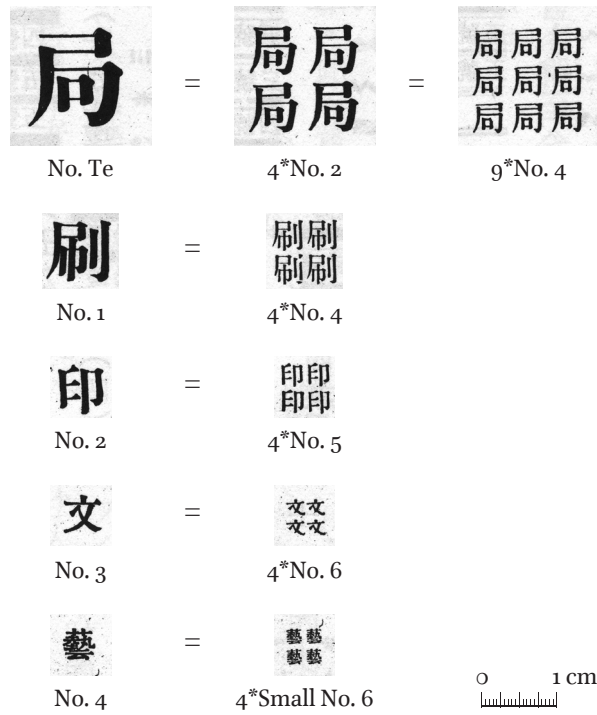 局 = 局局 = 局局局
局局 局局局
局局局
No. Te 4*No. 2 9*No. 4
刷 = 刷刷
刷刷
No. 1 4*No. 4
印 = 印印
印印
No. 2 4*No. 5
文 = 文文
文文
No. 3 4*No. 6
藝 = 藝藝
藝藝
No. 4 4*Small No. 6
0 1 cm